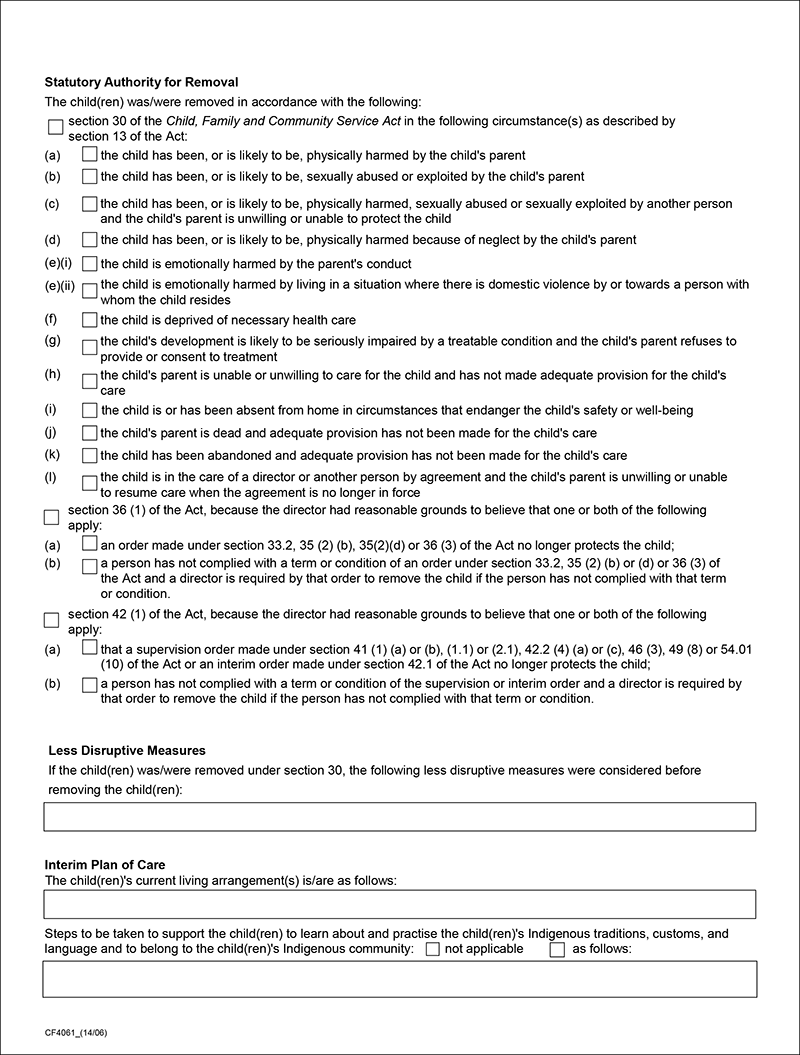 Statutory Authority for Removal
The child(ren) was/were removed in accordance with the following:
section 30 of the Child, Family and Community Service Act in the following circumstance(s) as described by
section 13 of the Act:
(a) the child has been, or is likely to be, physically harmed by the child's parent
(b) the child has been, or is likely to be, sexually abused or exploited by the child's parent
(c) the child has been, or is likely to be, physically harmed, sexually abused or sexually exploited by another person
and the child's parent is unwilling or unable to protect the child
(d) the child has been, or is likely to be, physically harmed because of neglect by the child's parent
(e)(i) the child is emotionally harmed by the parent's conduct
(e)(ii) the child is emotionally harmed by living in a situation where there is domestic violence by or towards a person with
whom the child resides
(f) the child is deprived of necessary health care
(g) the child's development is likely to be seriously impaired by a treatable condition and the child's parent refuses to
provide or consent to treatment
(h) the child's parent is unable or unwilling to care for the child and has not made adequate provision for the child's
care
(i) the child is or has been absent from home in circumstances that endanger the child's safety or well-being
(j) the child's parent is dead and adequate provision has not been made for the child's care
(k) the child has been abandoned and adequate provision has not been made for the child's care
(l) the child is in the care of a director or another person by agreement and the child's parent is unwilling or unable
to resume care when the agreement is no longer in force
section 36 (1) of the Act, because the director had reasonable grounds to believe that one or both of the following
apply:
(a) an order made under section 33.2, 35 (2) (b), 35(2)(d) or 36 (3) of the Act no longer protects the child;
(b) a person has not complied with a term or condition of an order under section 33.2, 35 (2) (b) or (d) or 36 (3) of
the Act and a director is required by that order to remove the child if the person has not complied with that term
or condition.
section 42 (1) of the Act, because the director had reasonable grounds to believe that one or both of the following
apply:
(a) that a supervision order made under section 41 (1) (a) or (b), (1.1) or (2.1), 42.2 (4) (a) or (c), 46 (3), 49 (8) or 54.01
(10) of the Act or an interim order made under section 42.1 of the Act no longer protects the child;
(b) a person has not complied with a term or condition of the supervision or interim order and a director is required by
that order to remove the child if the person has not complied with that term or condition.
Less Disruptive Measures
If the child(ren) was/were removed under section 30, the following less disruptive measures were considered before
removing the child(ren):
Interim Plan of Care
The child(ren)'s current living arrangement(s) is/are as follows:
Steps to be taken to support the child(ren) to learn about and practise the child(ren)'s Indigenous traditions, customs, and
language and to belong to the child(ren)'s Indigenous community: not applicable as follows:
CF4061_(14/06)